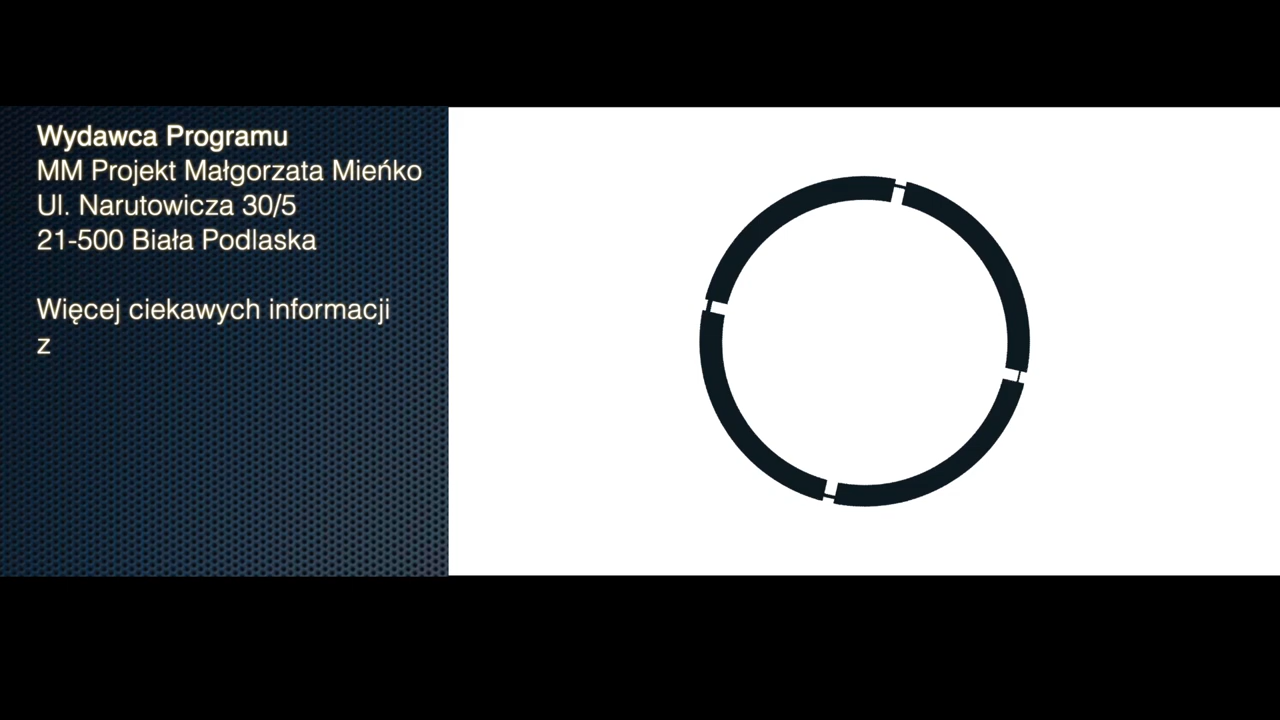 Wydawca Programu
MM Projekt Małgorzata Mieńko
Ul. Narutowicza 30/5
21-500 Biała Podlaska
Więcej ciekawych informacji
z